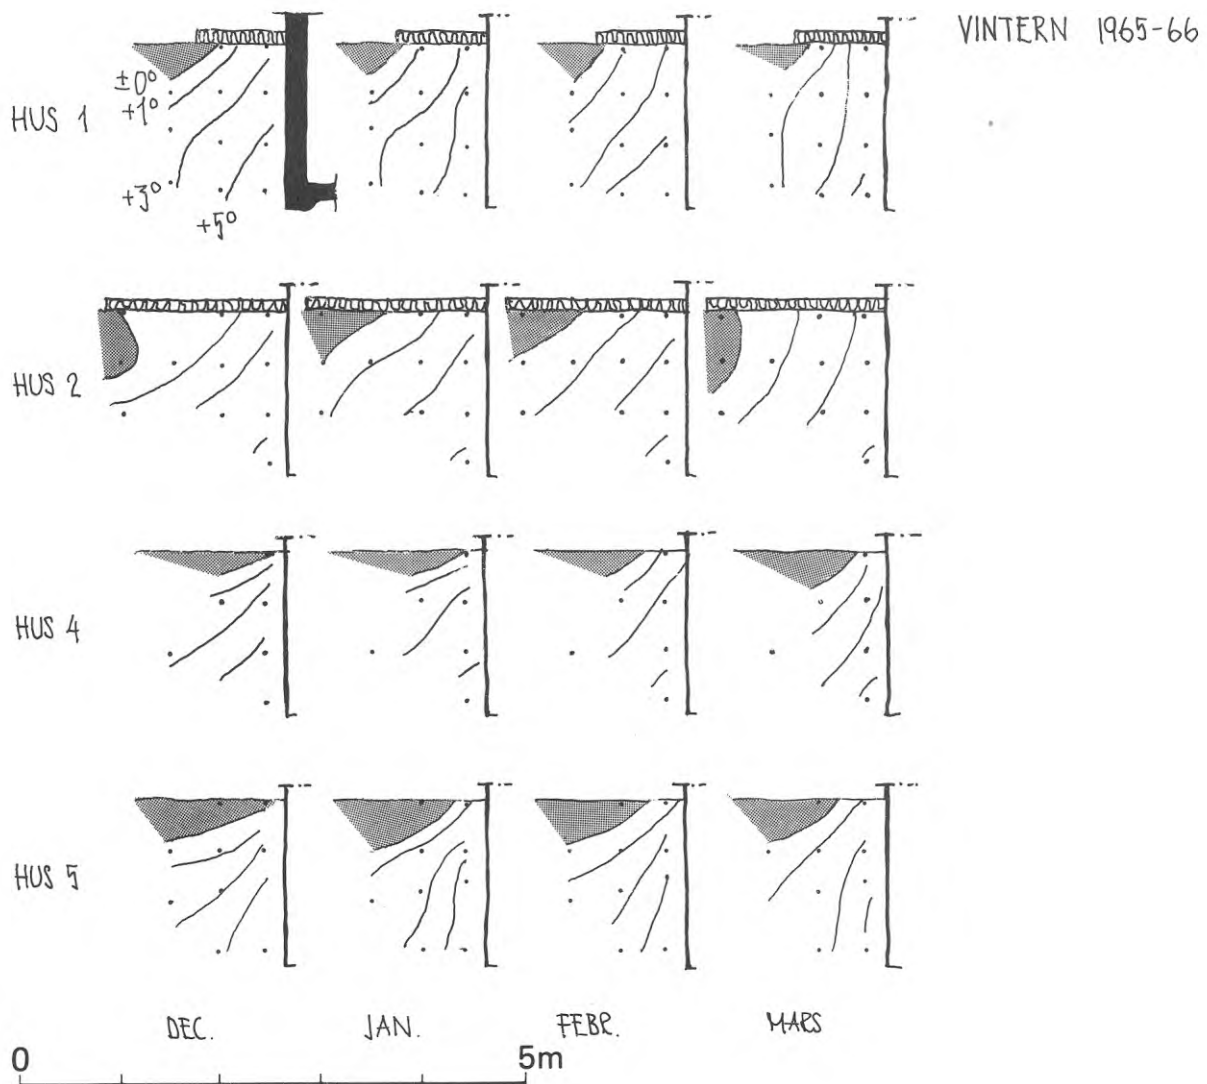 VINTERN 1965-66
HUS 1
±0°
+1°
+3°
+5°
HUS 2
HUS 4
HUS 5
DEC. JAN. FEBR. MARS
0 5m